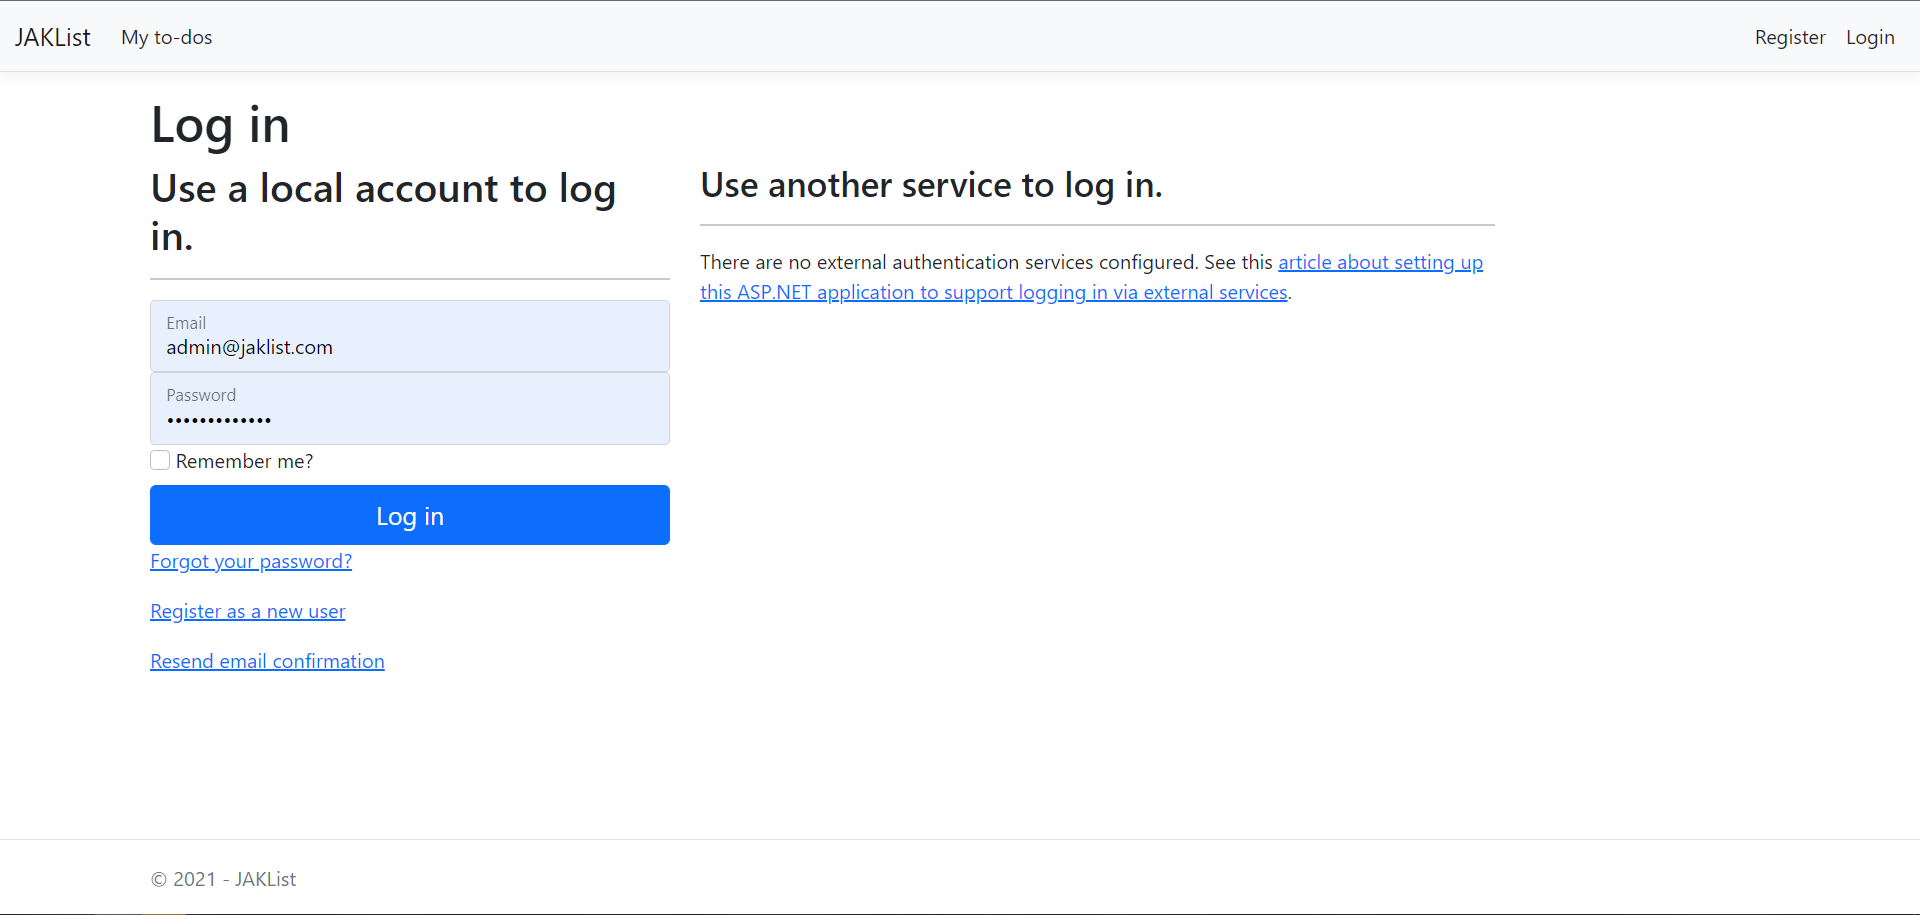 JAKList My to-dos Register Login
Log in
Use a local account to log
in.
Email
admin@jaklist.com
Password
•••••••••••••
Remember me?
Log in
Forgot your password?
Register as a new user
Resend email confirmation
Use another service to log in.
There are no external authentication services configured. See this article about setting up
this ASP.NET application to support logging in via external services.
© 2021 - JAKList